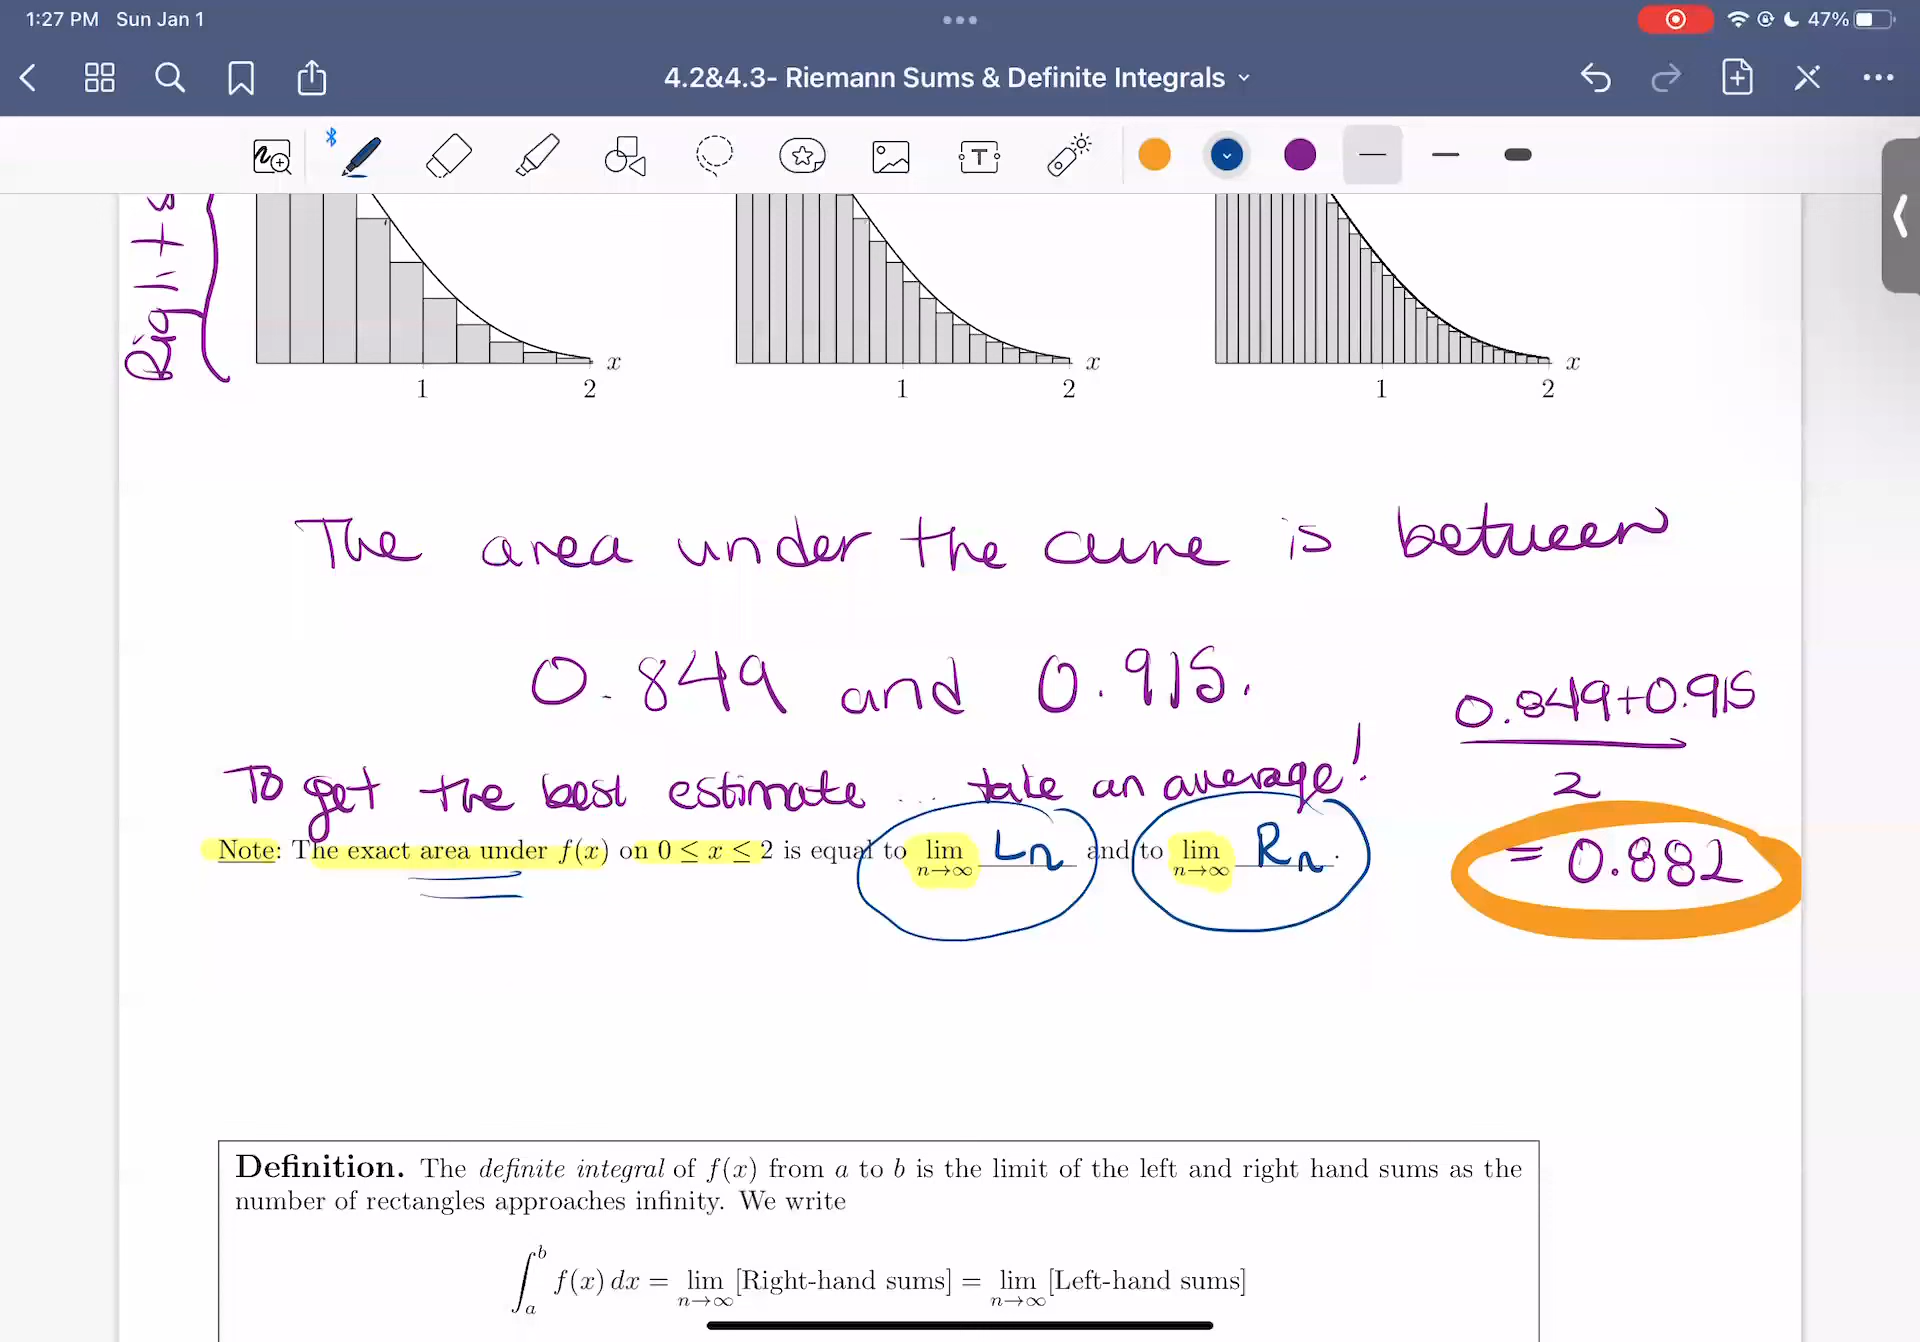 1:27 PM Sun Jan 1
47%
4.2&4.3- Riemann Sums & Definite Integrals
x x x
1 2 1 2 1 2
The area under the curve is between
0.849 and 0.915.
0.849+0.915
2
= 0.882
To get the best estimate ... take an average!
Note: The exact area under f(x) on 0 ≤ x ≤ 2 is equal to lim n→∞ Ln and to lim n→∞ Rn.
Definition. The definite integral of f(x) from a to b is the limit of the left and right hand sums as the
number of rectangles approaches infinity. We write
∫_a^b f(x) dx = lim n→∞ [Right-hand sums] = lim n→∞ [Left-hand sums]